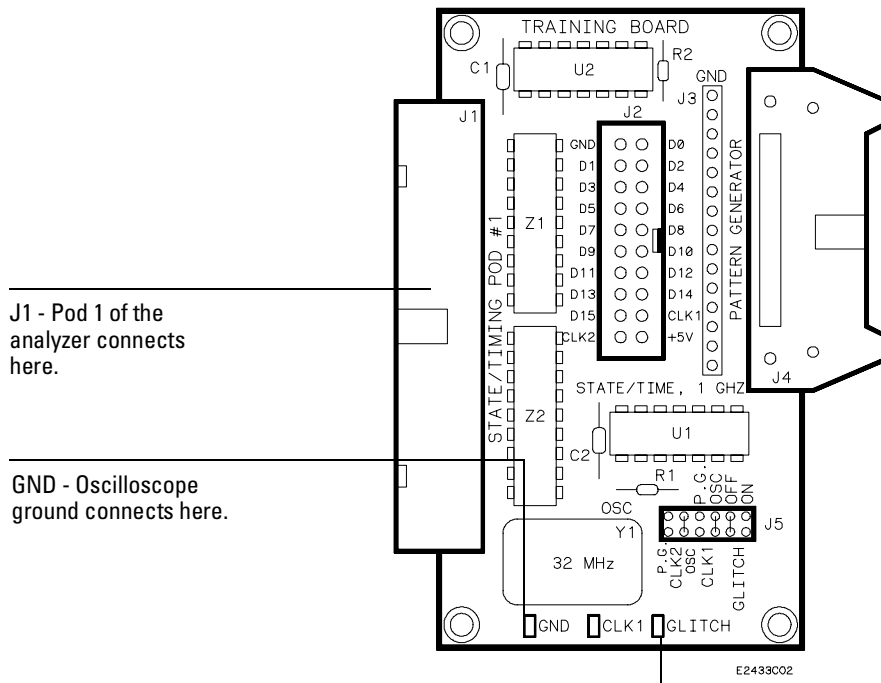 TRAINING BOARD
C1
U2
R2
GND
J3
J1
J2
GND D0
D1 D2
D3 D4
D5 D6
D7 D8
D9 D10
D11 D12
D13 D14
D15 CLK1
CLK2 +5V
Z1
STATE/TIMING POD #1
PATTERN GENERATOR
J1 - Pod 1 of the
analyzer connects
here.
J4
STATE/TIME, 1 GHZ
Z2
U1
C2
GND - Oscilloscope
ground connects here.
R1
P.G.
OSC
OFF
ON
OSC
Y1
J5
32 MHz
P.G.
CLK2
OSC
CLK1
GLITCH
GND
CLK1
GLITCH
E2433C02